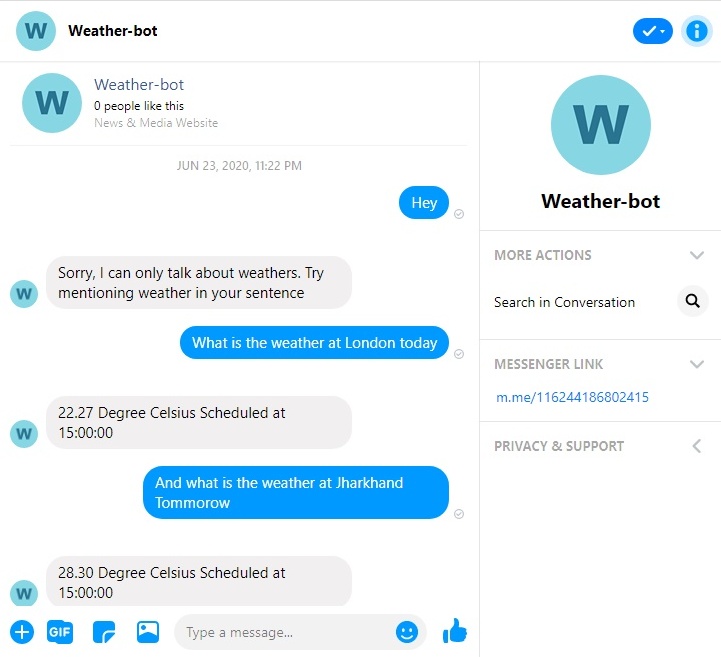 W
Weather-bot
W
Weather-bot
0 people like this
News & Media Website
JUN 23, 2020, 11:22 PM
Hey
Sorry, I can only talk about weathers. Try
mentioning weather in your sentence
W
What is the weather at London today
22.27 Degree Celsius Scheduled at
15:00:00
W
And what is the weather at Jharkhand
Tommorow
28.30 Degree Celsius Scheduled at
15:00:00
W
GIF
Type a message...
W
Weather-bot
MORE ACTIONS
Search in Conversation
MESSENGER LINK
m.me/116244186802415
PRIVACY & SUPPORT